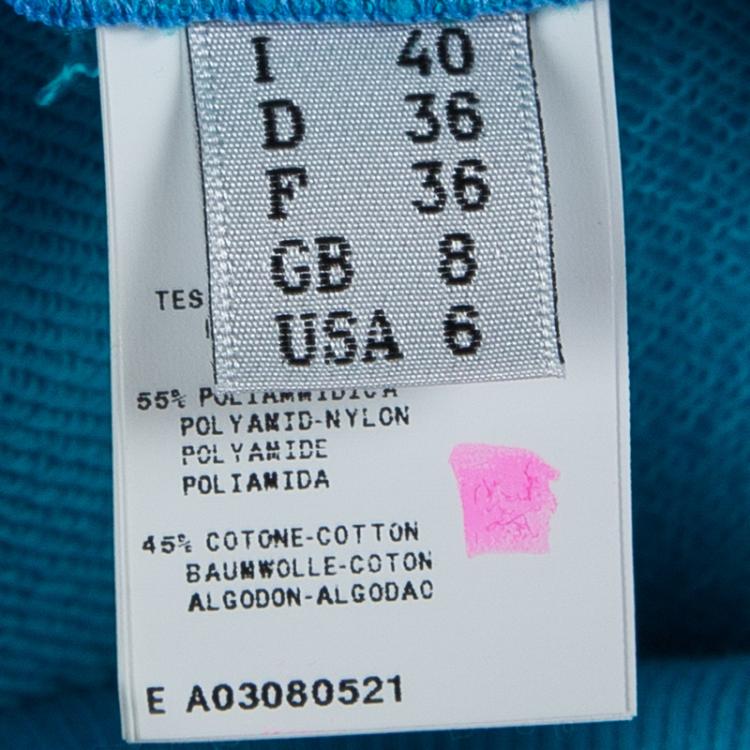 I 40
D 36
F 36
GB 8
USA 6
TES
55% POLIAMMIDICA
POLYAMID-NYLON
POLYAMIDE
POLIAMIDA
45% COTONE-COTTON
BAUMWOLLE-COTON
ALGODON-ALGODAO
E A03080521